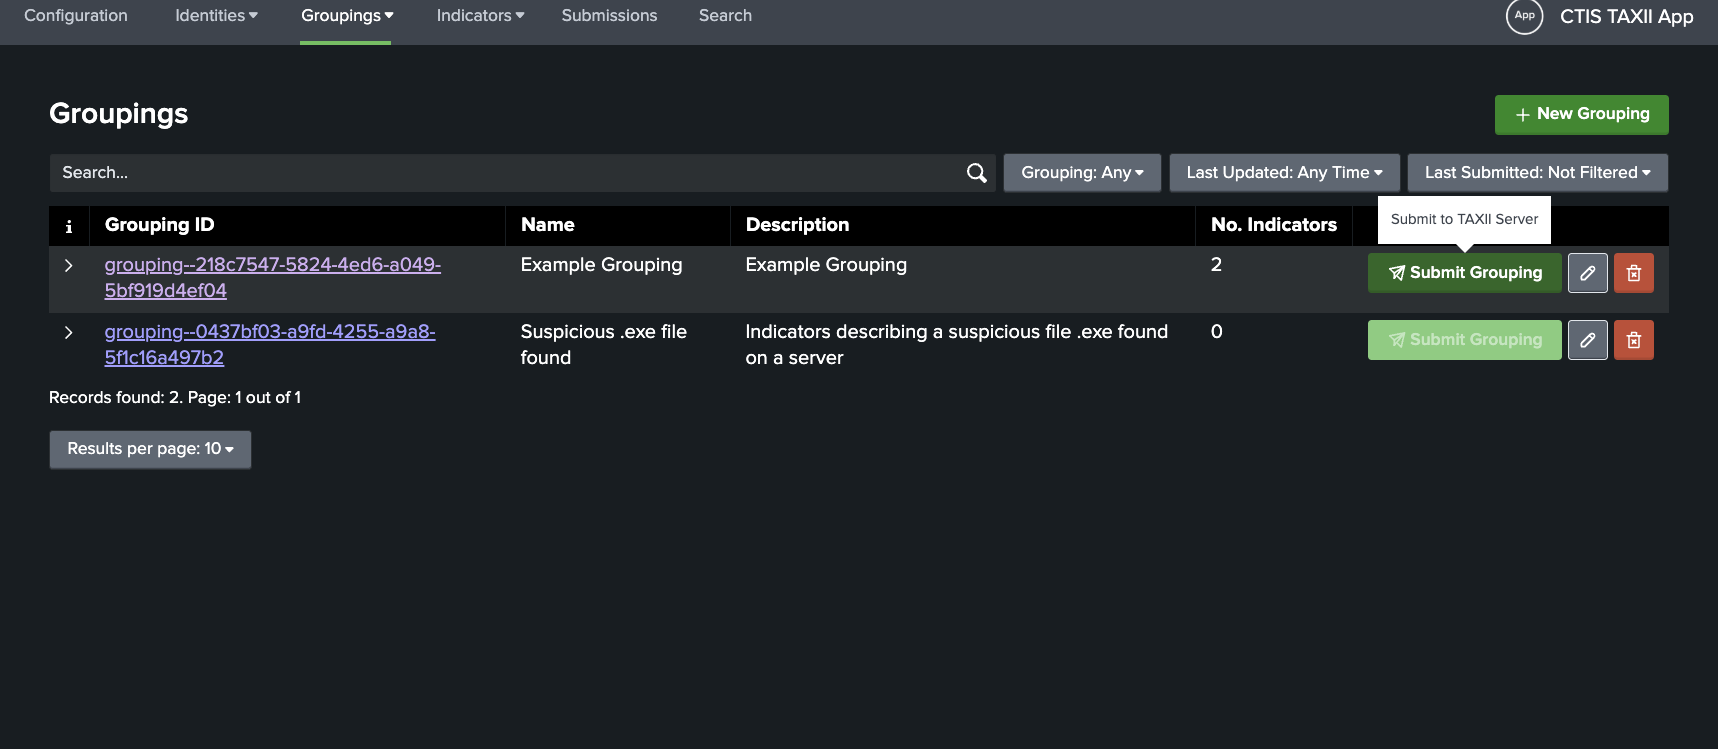 Configuration
Identities
Groupings
Indicators
Submissions
Search
App
CTIS TAXII App
Groupings
New Grouping
Search...
Grouping: Any
Last Updated: Any Time
Last Submitted: Not Filtered
Submit to TAXII Server
i
Grouping ID
Name
Description
No. Indicators
grouping--218c7547-5824-4ed6-a049-
5bf919d4ef04
Example Grouping
Example Grouping
2
Submit Grouping
grouping--0437bf03-a9fd-4255-a9a8-
5f1c16a497b2
Suspicious .exe file
found
Indicators describing a suspicious file .exe found
on a server
0
Submit Grouping
Records found: 2. Page: 1 out of 1
Results per page: 10